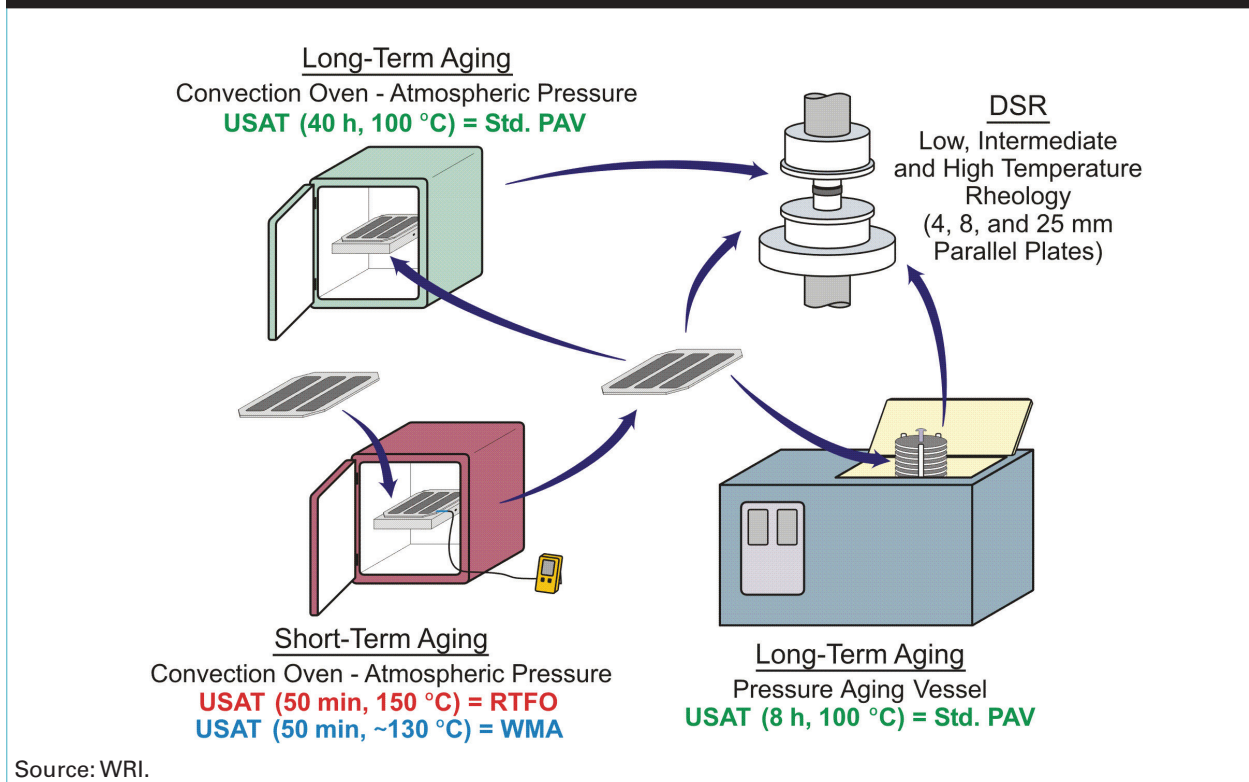 Long-Term Aging
Convection Oven - Atmospheric Pressure
USAT (40 h, 100 °C) = Std. PAV
DSR
Low, Intermediate
and High Temperature
Rheology
(4, 8, and 25 mm
Parallel Plates)
Short-Term Aging
Convection Oven - Atmospheric Pressure
USAT (50 min, 150 °C) = RTFO
USAT (50 min, ~130 °C) = WMA
Long-Term Aging
Pressure Aging Vessel
USAT (8 h, 100 °C) = Std. PAV
Source: WRI.